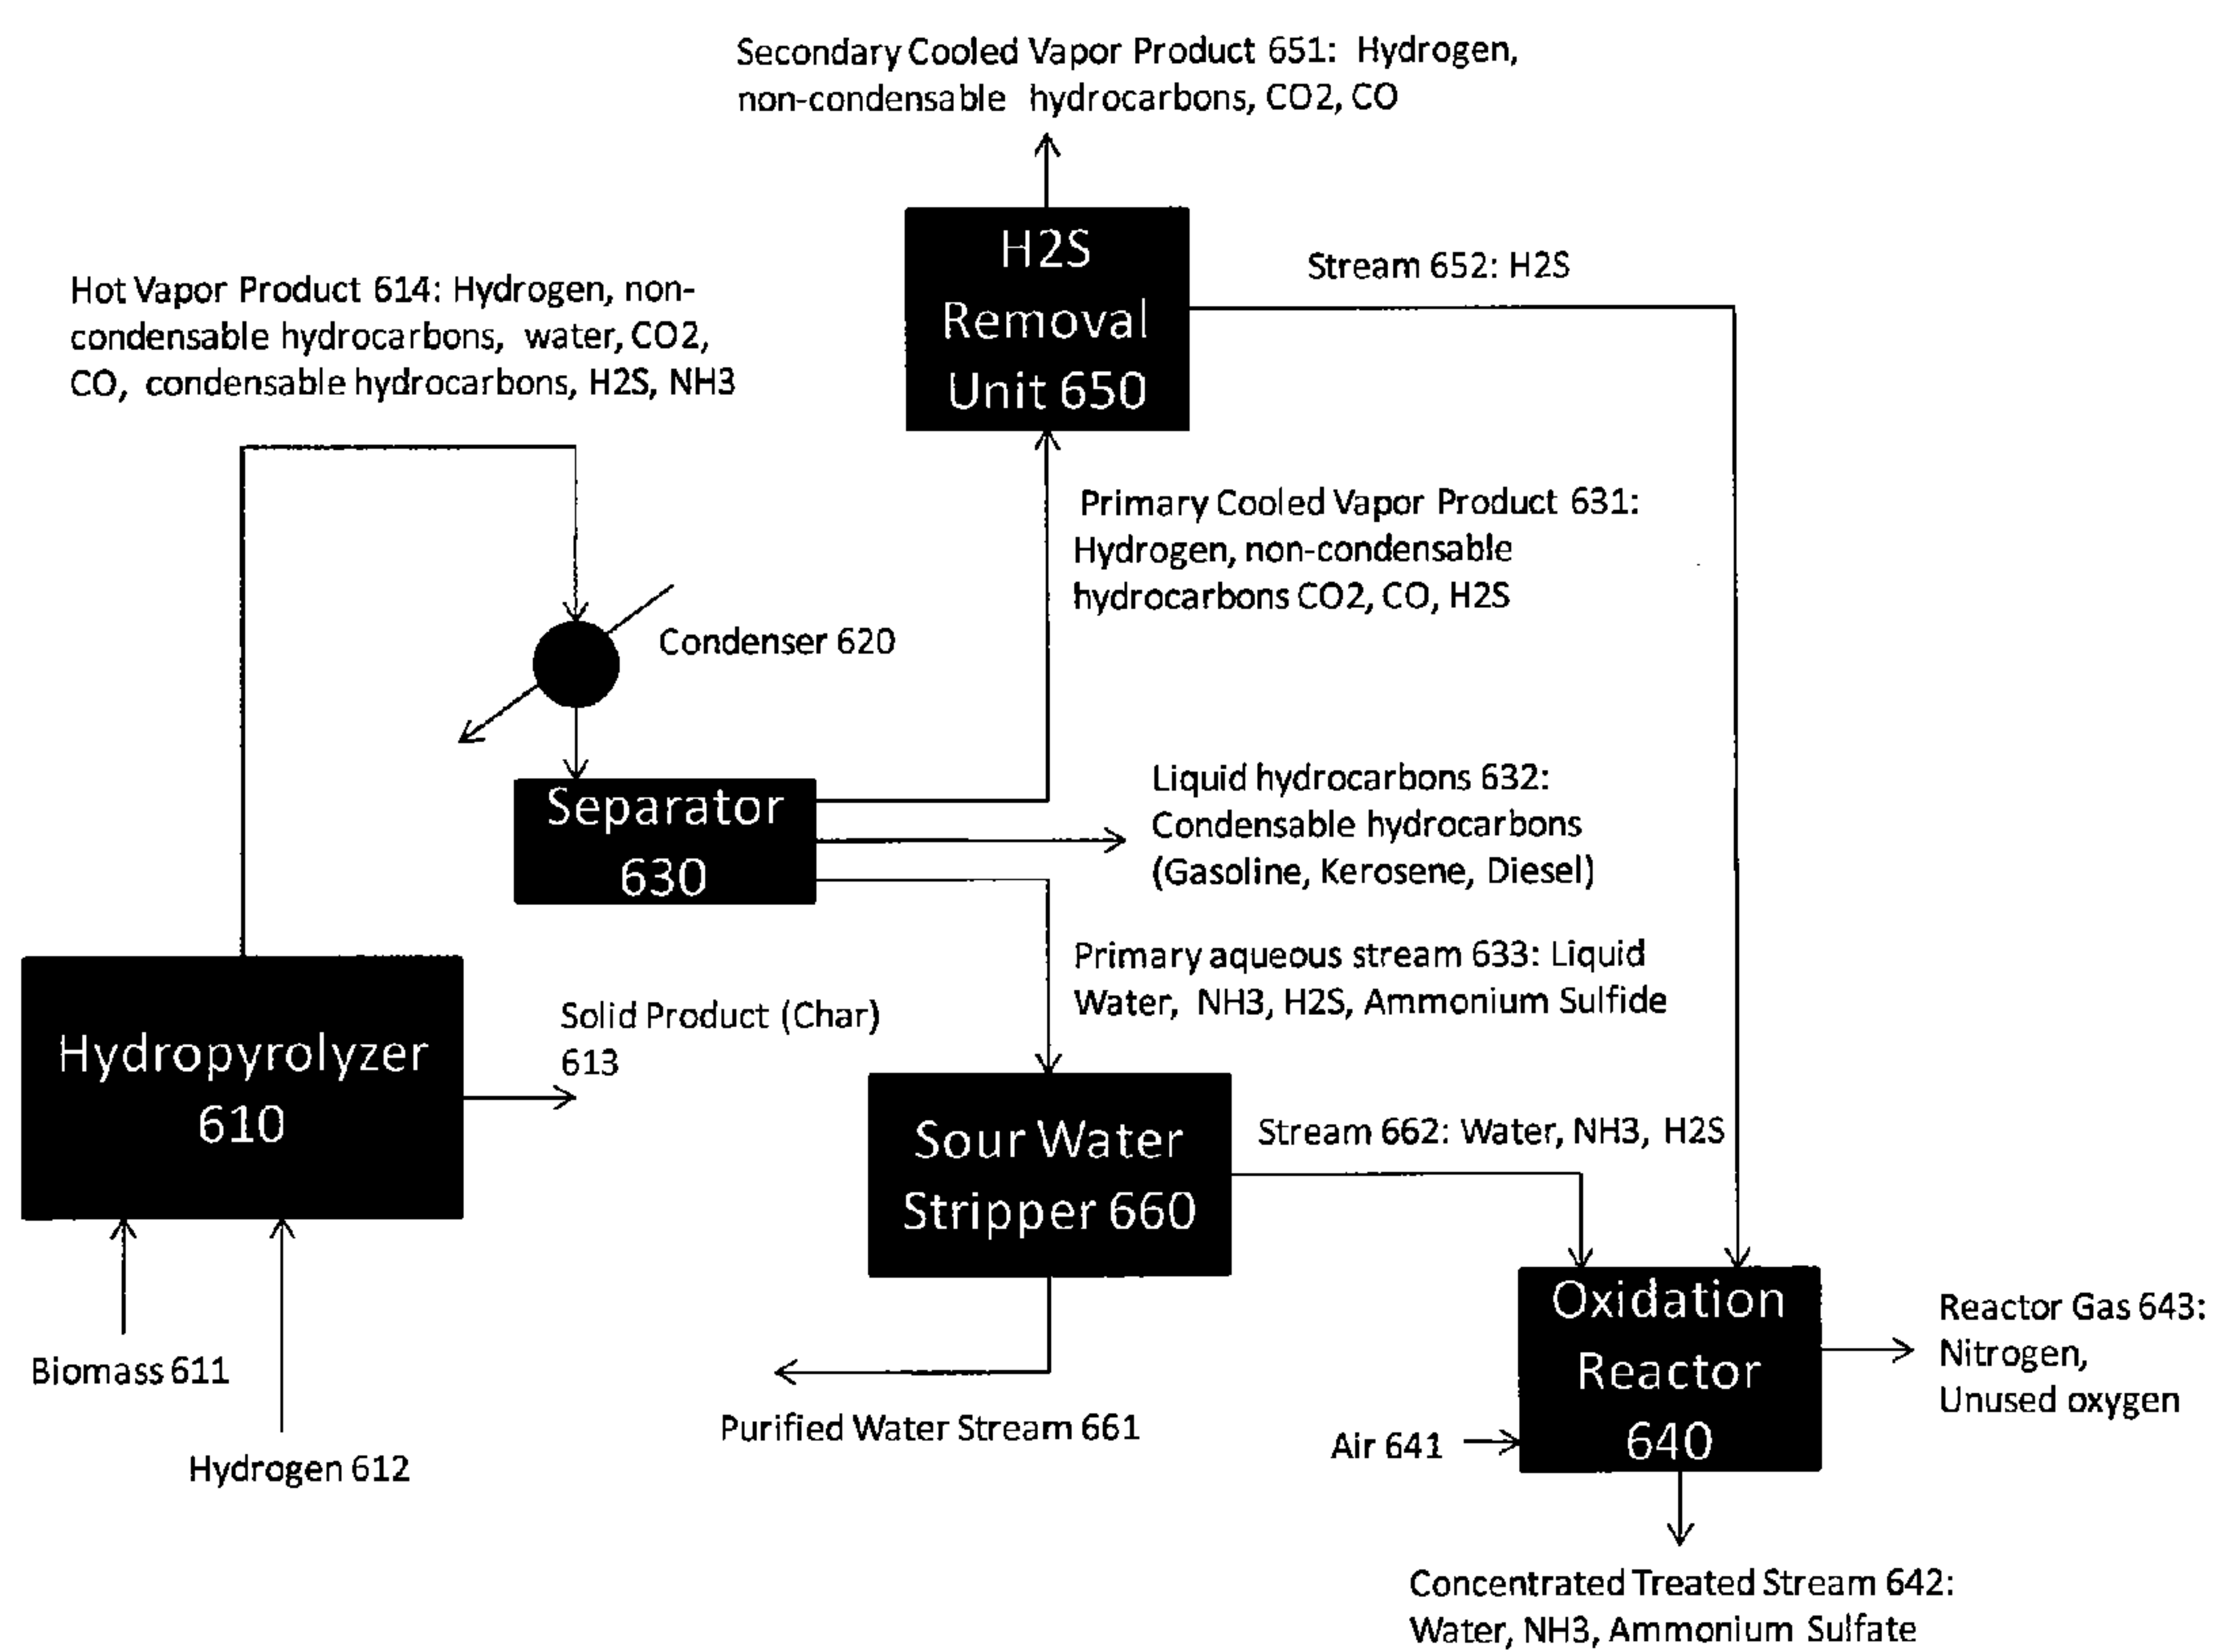 Secondary Cooled Vapor Product 651: Hydrogen,
non-condensable hydrocarbons, CO2, CO
H2S
Removal
Unit 650
Stream 652: H2S
Hot Vapor Product 614: Hydrogen, non-
condensable hydrocarbons, water, CO2,
CO, condensable hydrocarbons, H2S, NH3
Primary Cooled Vapor Product 631:
Hydrogen, non-condensable
hydrocarbons CO2, CO, H2S
Condenser 620
Separator
630
Liquid hydrocarbons 632:
Condensable hydrocarbons
(Gasoline, Kerosene, Diesel)
Primary aqueous stream 633: Liquid
Water, NH3, H2S, Ammonium Sulfide
Hydropyrolyzer
610
Solid Product (Char)
613
Sour Water
Stripper 660
Stream 662: Water, NH3, H2S
Oxidation
Reactor
640
Reactor Gas 643:
Nitrogen,
Unused oxygen
Biomass 611
Hydrogen 612
Purified Water Stream 661
Air 641
Concentrated Treated Stream 642:
Water, NH3, Ammonium Sulfate